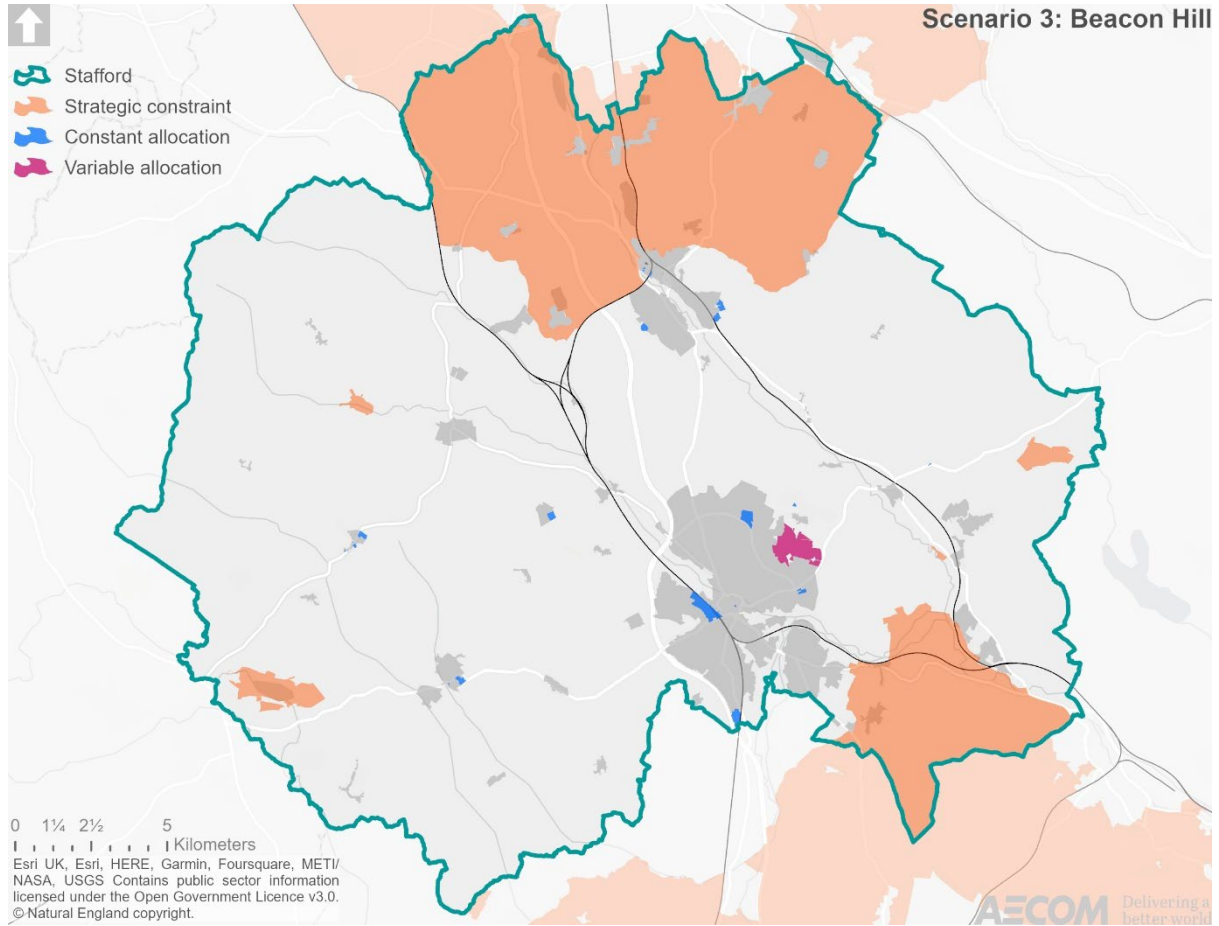 Scenario 3: Beacon Hill
Stafford
Strategic constraint
Constant allocation
Variable allocation
0 1¼ 2½ 5
Kilometers
Esri UK, Esri, HERE, Garmin, Foursquare, METI/
NASA, USGS Contains public sector information
licensed under the Open Government Licence v3.0.
© Natural England copyright.
AECOM Delivering a
better world